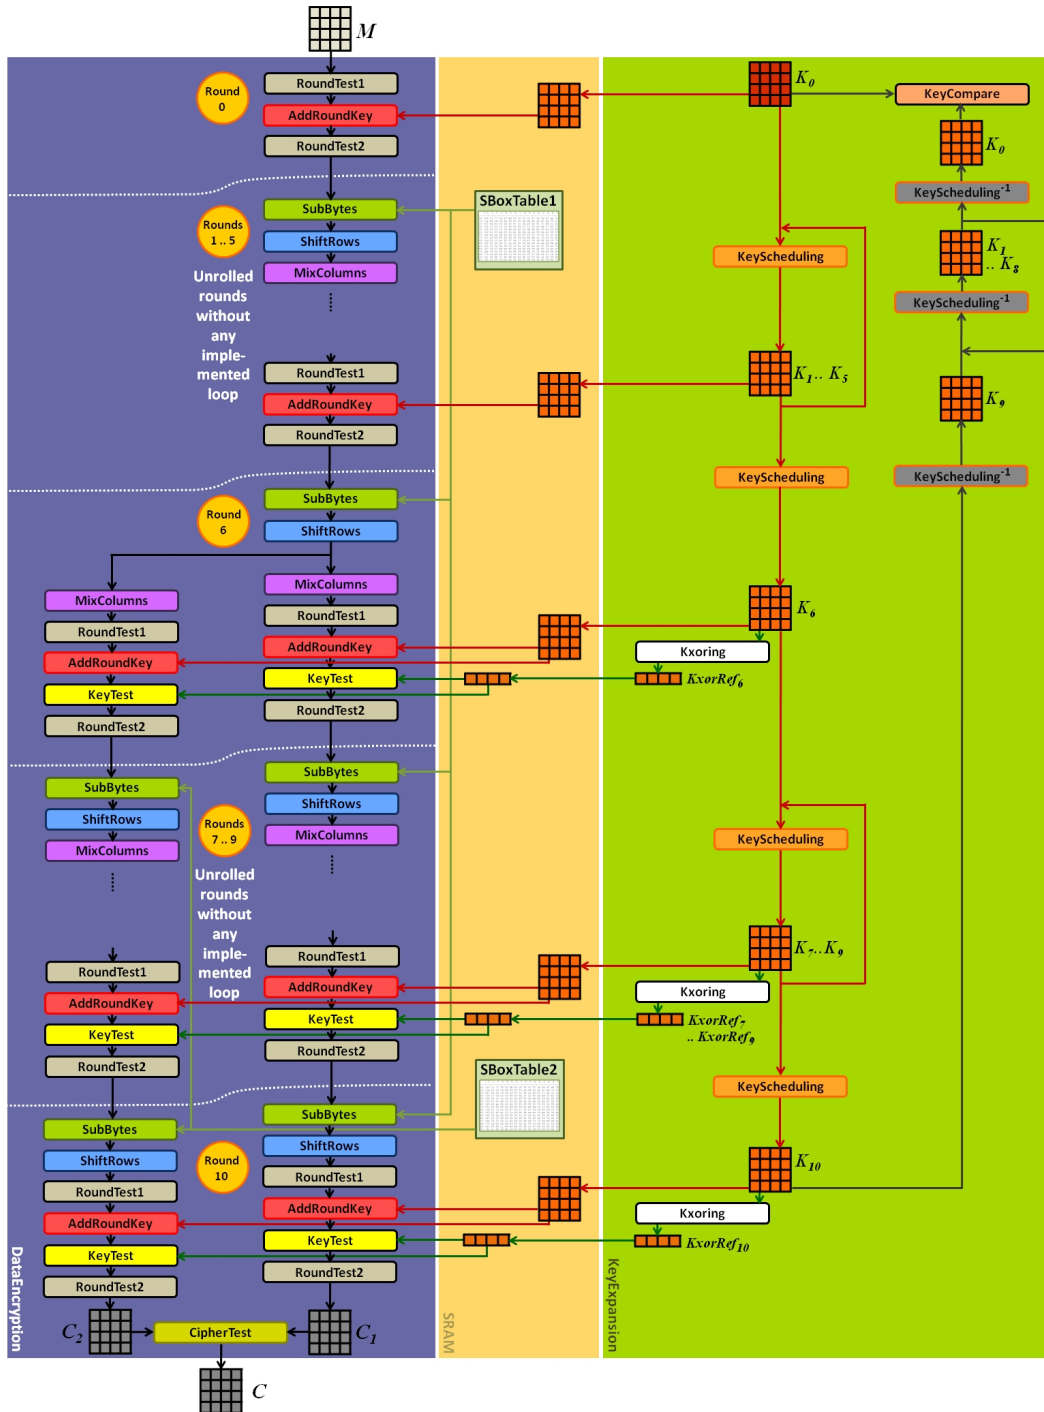 M
Round
0
RoundTest1
AddRoundKey
RoundTest2
K0
KeyCompare
K0
KeyScheduling-1
K1
.. K8
KeyScheduling-1
K9
KeyScheduling-1
Rounds
1 .. 5
SubBytes
ShiftRows
MixColumns
SBoxTable1
Unrolled
rounds
without
any
imple-
mented
loop
KeyScheduling
RoundTest1
AddRoundKey
RoundTest2
K1.. K5
KeyScheduling
Round
6
SubBytes
ShiftRows
MixColumns
RoundTest1
AddRoundKey
KeyTest
RoundTest2
MixColumns
RoundTest1
AddRoundKey
KeyTest
RoundTest2
K6
Kxoring
KxorRef6
SubBytes
ShiftRows
MixColumns
Rounds
7 .. 9
SubBytes
ShiftRows
MixColumns
Unrolled
rounds
without
any
imple-
mented
loop
KeyScheduling
RoundTest1
AddRoundKey
KeyTest
RoundTest2
RoundTest1
AddRoundKey
KeyTest
RoundTest2
K7..K9
Kxoring
KxorRef7
.. KxorRef9
SBoxTable2
KeyScheduling
SubBytes
ShiftRows
RoundTest1
AddRoundKey
KeyTest
RoundTest2
Round
10
SubBytes
ShiftRows
RoundTest1
AddRoundKey
KeyTest
RoundTest2
K10
Kxoring
KxorRef10
C2
CipherTest
C1
C
DataEncryption
SRAM
KeyExpansion